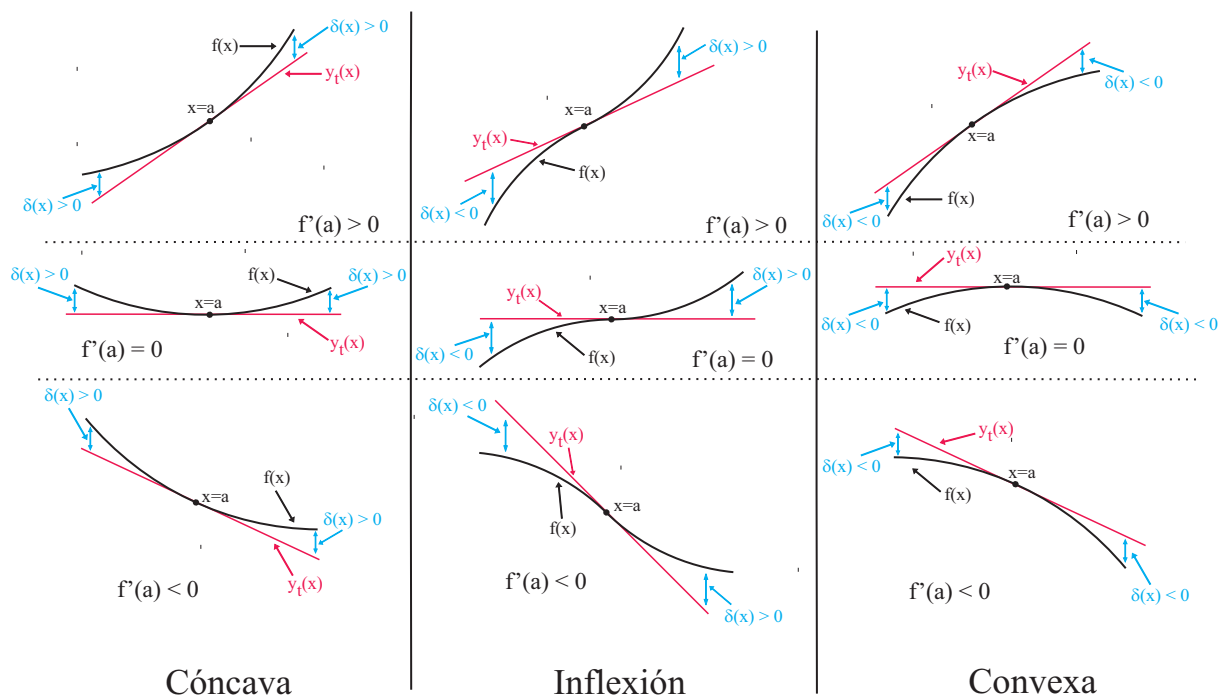 δ(x) > 0
f(x)
y_t(x)
x=a
δ(x) > 0
f’(a) > 0
δ(x) > 0
x=a
y_t(x)
f(x)
δ(x) < 0
f’(a) > 0
y_t(x)
δ(x) < 0
x=a
f(x)
δ(x) < 0
f’(a) > 0
δ(x) > 0
f(x)
δ(x) > 0
x=a
y_t(x)
f’(a) = 0
δ(x) > 0
y_t(x)
x=a
δ(x) < 0
f(x)
f’(a) = 0
y_t(x)
x=a
δ(x) < 0
f(x)
δ(x) < 0
f’(a) = 0
δ(x) > 0
x=a
f(x)
δ(x) > 0
y_t(x)
f’(a) < 0
δ(x) < 0
y_t(x)
x=a
f(x)
f’(a) < 0
δ(x) > 0
y_t(x)
δ(x) < 0
x=a
f(x)
f’(a) < 0
δ(x) < 0
Cóncava
Inflexión
Convexa